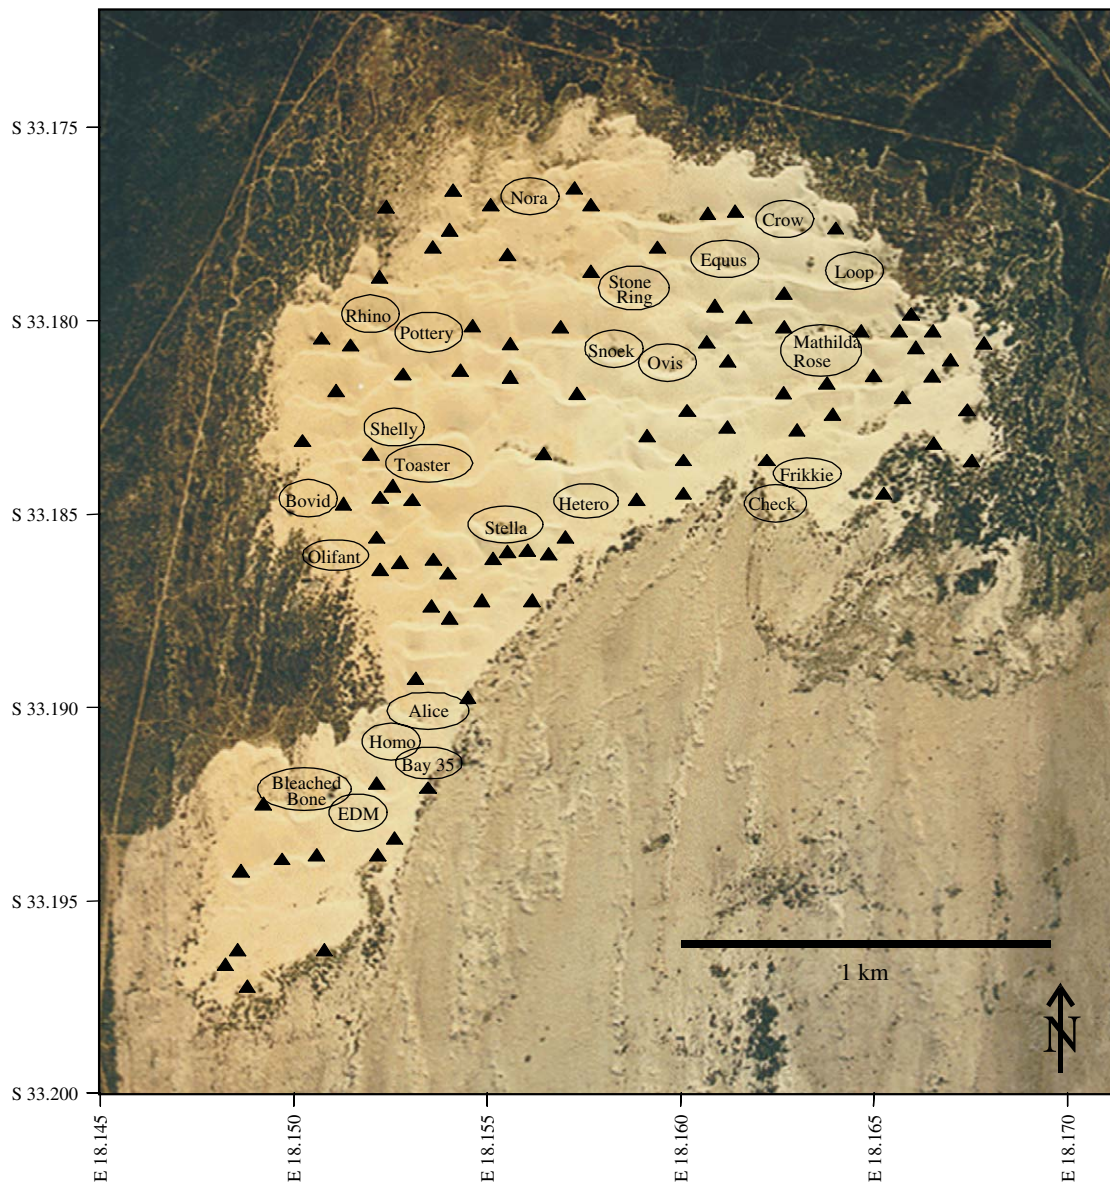 S 33.175
Nora
Crow
Equus
Loop
Stone
Ring
S 33.180
Rhino
Pottery
Mathilda
Rose
Snoek
Ovis
Shelly
Toaster
Frikkie
Bovid
Hetero
Check
S 33.185
Stella
Olifant
S 33.190
Alice
Homo
Bay 35
Bleached
Bone
EDM
S 33.195
1 km
N
S 33.200
E 18.145
E 18.150
E 18.155
E 18.160
E 18.165
E 18.170